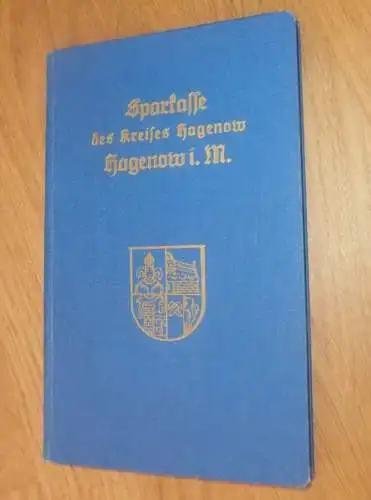 Sparkasse
des Kreises Hagenow
Hagenow i. M.